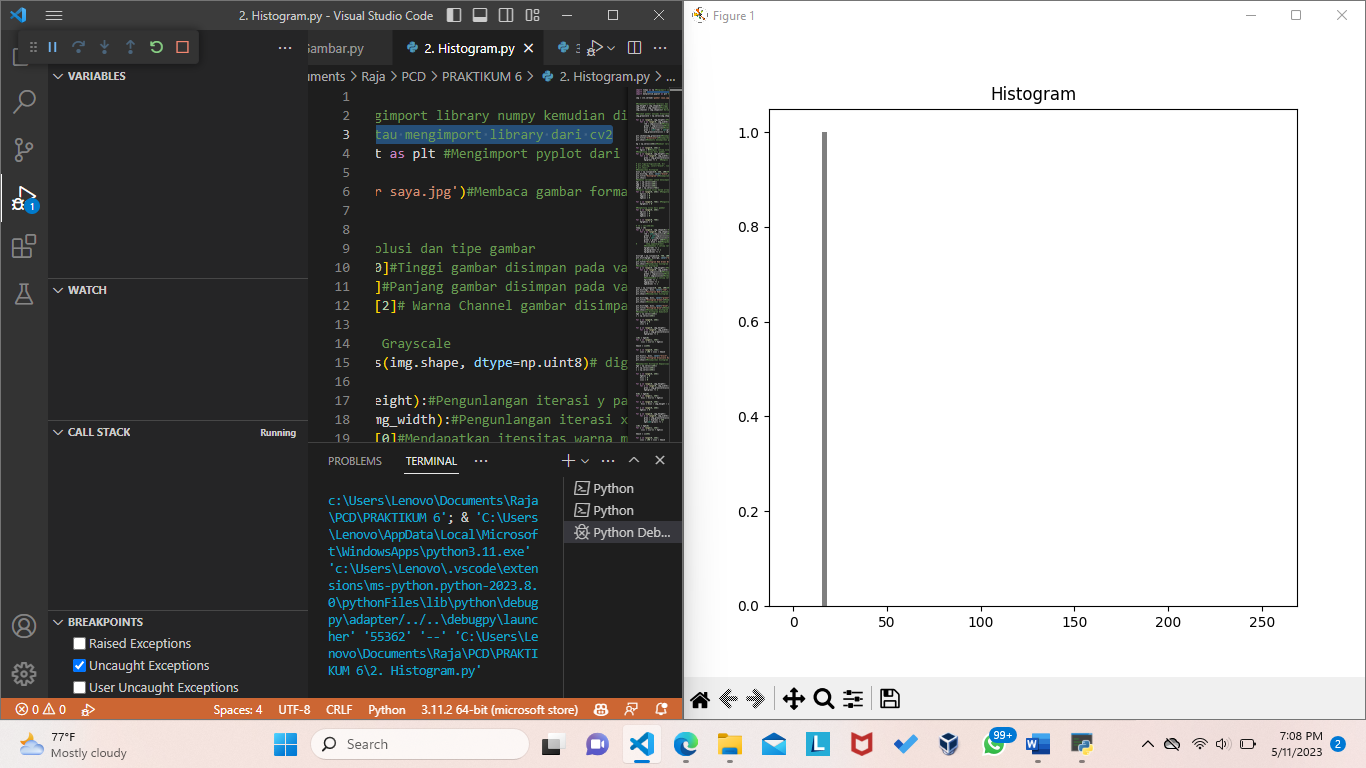 2. Histogram.py - Visual Studio Code
Gambar.py
2. Histogram.py
3
uments > Raja > PCD > PRAKTIKUM 6 > 2. Histogram.py > ...
VARIABLES
WATCH
CALL STACK
Running
BREAKPOINTS
Raised Exceptions
Uncaught Exceptions
User Uncaught Exceptions
1
1
2 gimport library numpy kemudian di
3 tau mengimport library dari cv2
4 t as plt #Mengimport pyplot dari
5
6 r saya.jpg')#Membaca gambar forma
7
8
9 olusi dan tipe gambar
10 0]#Tinggi gambar disimpan pada va
11 ]#Panjang gambar disimpan pada va
12 [2]# Warna Channel gambar disimpa
13
14 Grayscale
15 s(img.shape, dtype=np.uint8)# dig
16
17 eight):#Pengunlangan iterasi y pa
18 mg_width):#Pengunlangan iterasi x
19 [0]#Mendapatkan itensitas warna m
PROBLEMS
TERMINAL
c:\Users\Lenovo\Documents\Raja
\PCD\PRAKTIKUM 6'; & 'C:\Users
\Lenovo\AppData\Local\Microsof
t\WindowsApps\python3.11.exe'
'c:\Users\Lenovo\.vscode\exten
sions\ms-python.python-2023.8.
0\pythonFiles\lib\python\debug
py\adapter/../..\debugpy\launc
her' '55362' '--' 'C:\Users\Le
novo\Documents\Raja\PCD\PRAKTI
KUM 6\2. Histogram.py'
Python
Python
Python Deb...
0 0
Spaces: 4
UTF-8
CRLF
Python
3.11.2 64-bit (microsoft store)
Figure 1
Histogram
1.0
0.8
0.6
0.4
0.2
0.0
0 50 100 150 200 250
77°F
Mostly cloudy
Search
L
99+
7:08 PM
5/11/2023
2